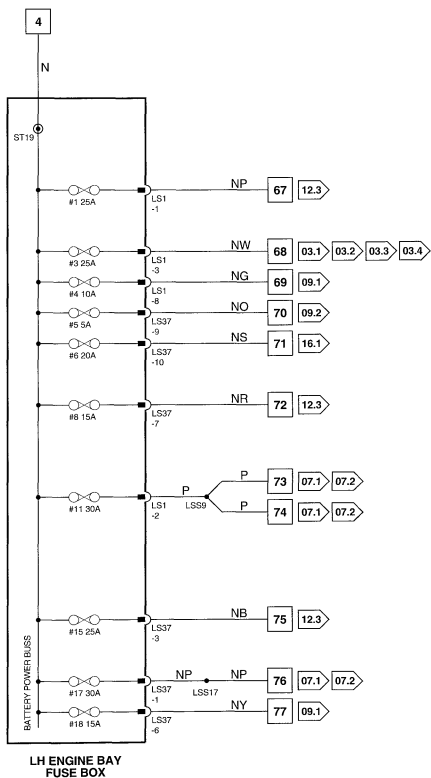 4
N
ST19
#1 25A
LS1
-1
NP
67
12.3
#3 25A
LS1
-3
NW
68
03.1
03.2
03.3
03.4
#4 10A
LS1
-8
NG
69
09.1
#5 5A
LS37
-9
NO
70
09.2
#6 20A
LS37
-10
NS
71
16.1
#8 15A
LS37
-7
NR
72
12.3
#11 30A
LS1
-2
P
LSS9
P
73
07.1
07.2
P
74
07.1
07.2
#15 25A
LS37
-3
NB
75
12.3
#17 30A
LS37
-1
NP
LSS17
NP
76
07.1
07.2
#18 15A
LS37
-6
NY
77
09.1
BATTERY POWER BUSS
LH ENGINE BAY
FUSE BOX